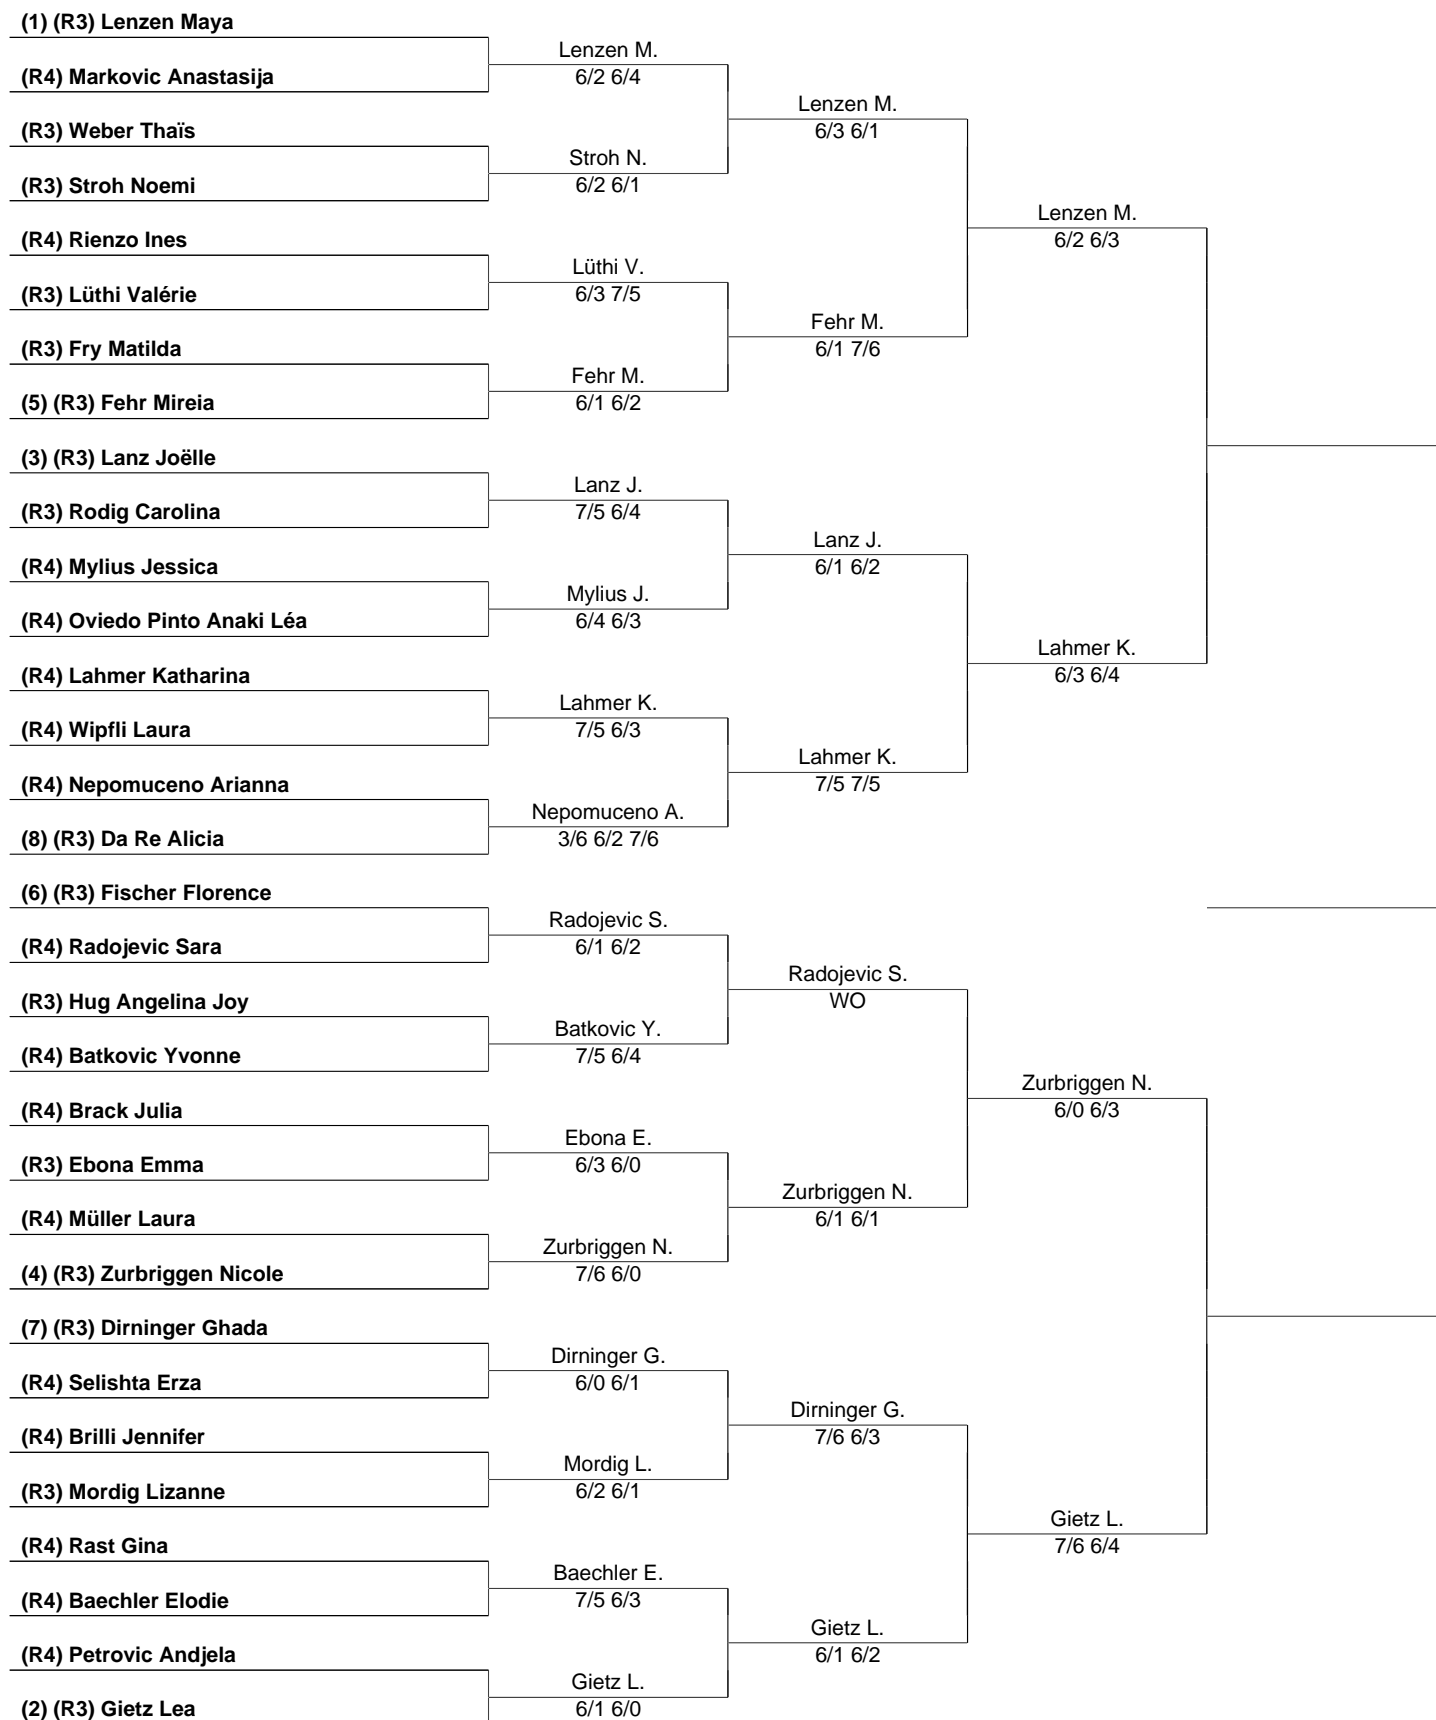 (1) (R3) Lenzen Maya
Lenzen M.
(R4) Markovic Anastasija
6/2 6/4
Lenzen M.
(R3) Weber Thaïs
6/3 6/1
Stroh N.
(R3) Stroh Noemi
6/2 6/1
Lenzen M.
(R4) Rienzo Ines
6/2 6/3
Lüthi V.
(R3) Lüthi Valérie
6/3 7/5
Fehr M.
(R3) Fry Matilda
6/1 7/6
Fehr M.
(5) (R3) Fehr Mireia
6/1 6/2
(3) (R3) Lanz Joëlle
Lanz J.
(R3) Rodig Carolina
7/5 6/4
Lanz J.
(R4) Mylius Jessica
6/1 6/2
Mylius J.
(R4) Oviedo Pinto Anaki Léa
6/4 6/3
Lahmer K.
(R4) Lahmer Katharina
6/3 6/4
Lahmer K.
(R4) Wipfli Laura
7/5 6/3
Lahmer K.
(R4) Nepomuceno Arianna
7/5 7/5
Nepomuceno A.
(8) (R3) Da Re Alicia
3/6 6/2 7/6
(6) (R3) Fischer Florence
Radojevic S.
(R4) Radojevic Sara
6/1 6/2
Radojevic S.
(R3) Hug Angelina Joy
WO
Batkovic Y.
(R4) Batkovic Yvonne
7/5 6/4
Zurbriggen N.
(R4) Brack Julia
6/0 6/3
Ebona E.
(R3) Ebona Emma
6/3 6/0
Zurbriggen N.
(R4) Müller Laura
6/1 6/1
Zurbriggen N.
(4) (R3) Zurbriggen Nicole
7/6 6/0
(7) (R3) Dirninger Ghada
Dirninger G.
(R4) Selishta Erza
6/0 6/1
Dirninger G.
(R4) Brilli Jennifer
7/6 6/3
Mordig L.
(R3) Mordig Lizanne
6/2 6/1
Gietz L.
(R4) Rast Gina
7/6 6/4
Baechler E.
(R4) Baechler Elodie
7/5 6/3
Gietz L.
(R4) Petrovic Andjela
6/1 6/2
Gietz L.
(2) (R3) Gietz Lea
6/1 6/0